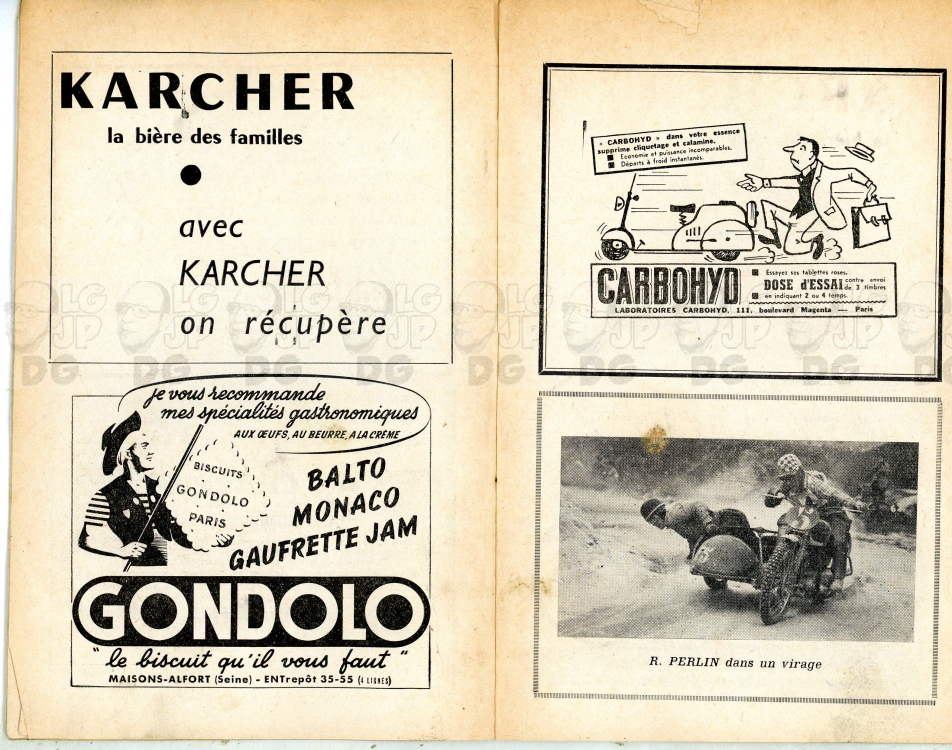 KARCHER
la bière des familles
avec
KARCHER
on récupère
je vous recommande
mes spécialités gastronomiques
AUX ŒUFS, AU BEURRE, A LA CRÈME
BISCUITS
GONDOLO
PARIS
BALTO
MONACO
GAUFRETTE JAM
GONDOLO
"le biscuit qu'il vous faut"
MAISONS-ALFORT (Seine) - ENTrepôt 35-55 (4 LIGNES)
« CARBOHYD » dans votre essence
supprime cliquetage et calamine.
Economie et puissance incomparables.
Départs à froid instantanés.
CARBOHYD
Essayez ses tablettes roses.
DOSE d'ESSAI contre envoi
de 3 timbres
en indiquant 2 ou 4 temps.
LABORATOIRES CARBOHYD, 111, boulevard Magenta — Paris
R. PERLIN dans un virage
LG
JP
DG